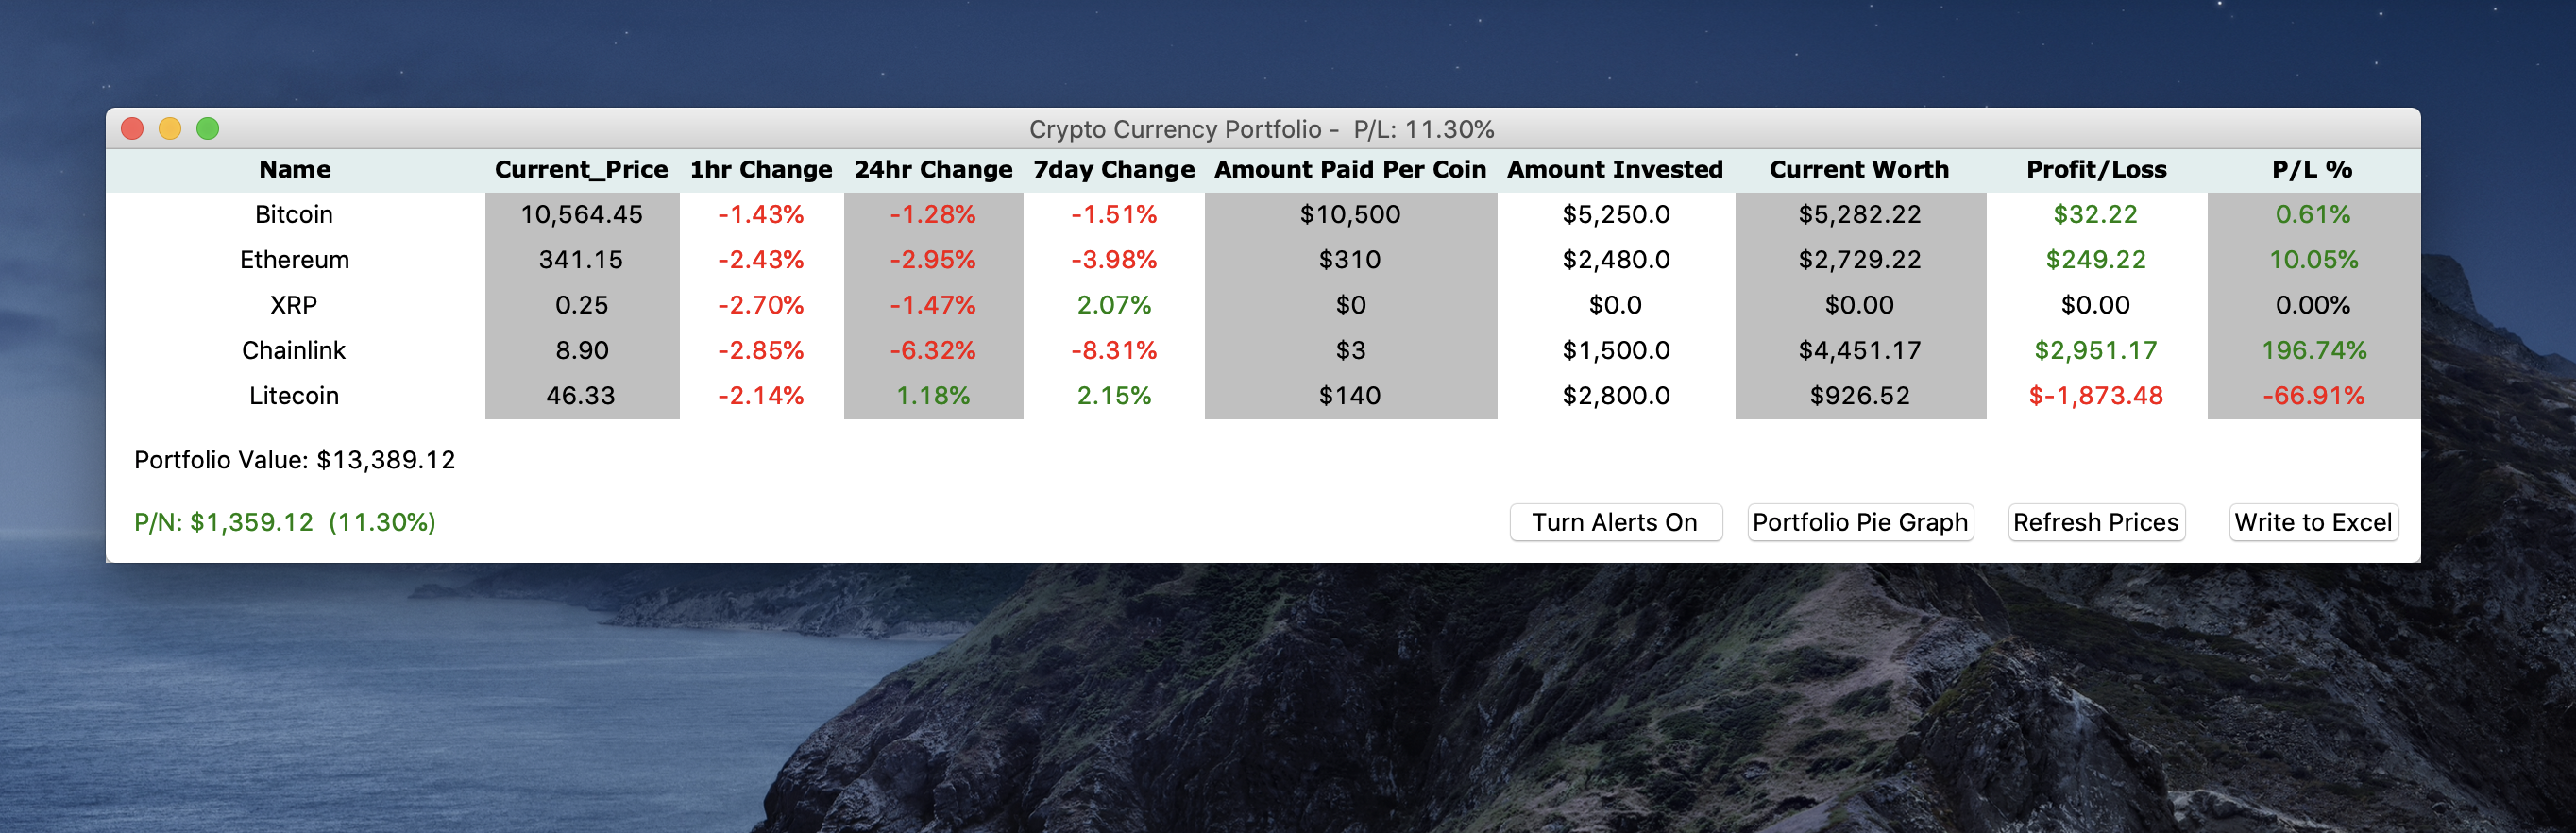 Crypto Currency Portfolio - P/L: 11.30%
Name Current_Price 1hr Change 24hr Change 7day Change Amount Paid Per Coin Amount Invested Current Worth Profit/Loss P/L %
Bitcoin 10,564.45 -1.43% -1.28% -1.51% $10,500 $5,250.0 $5,282.22 $32.22 0.61%
Ethereum 341.15 -2.43% -2.95% -3.98% $310 $2,480.0 $2,729.22 $249.22 10.05%
XRP 0.25 -2.70% -1.47% 2.07% $0 $0.0 $0.00 $0.00 0.00%
Chainlink 8.90 -2.85% -6.32% -8.31% $3 $1,500.0 $4,451.17 $2,951.17 196.74%
Litecoin 46.33 -2.14% 1.18% 2.15% $140 $2,800.0 $926.52 $-1,873.48 -66.91%
Portfolio Value: $13,389.12
P/N: $1,359.12 (11.30%) Turn Alerts On Portfolio Pie Graph Refresh Prices Write to Excel